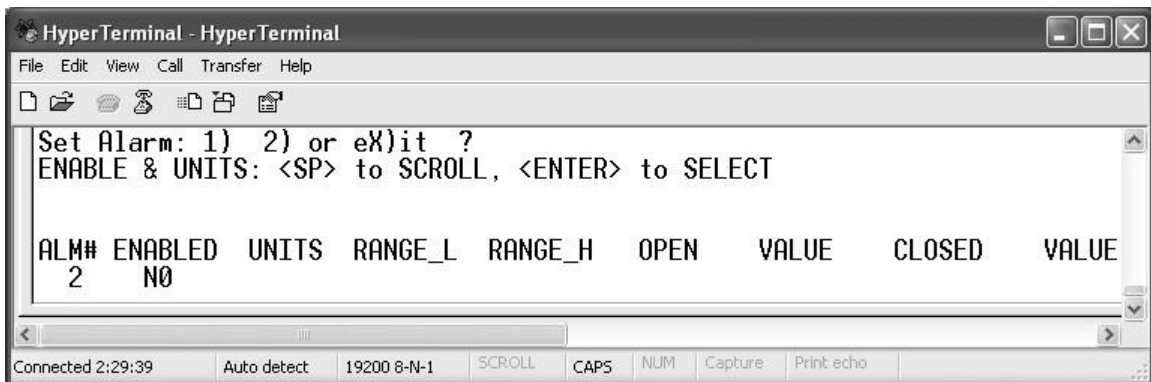 HyperTerminal - HyperTerminal
File Edit View Call Transfer Help
Set Alarm: 1) 2) or eX)it ?
ENABLE & UNITS: <SP> to SCROLL, <ENTER> to SELECT
ALM# ENABLED UNITS RANGE_L RANGE_H OPEN VALUE CLOSED VALUE
2 NO
Connected 2:29:39 Auto detect 19200 8-N-1 SCROLL CAPS NUM Capture Print echo